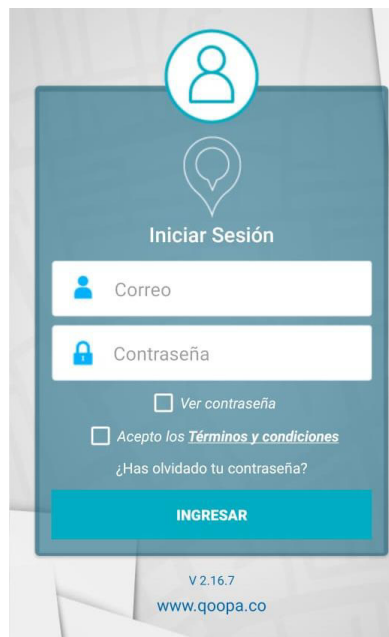 Iniciar Sesión
Correo
Contraseña
Ver contraseña
Acepto los Términos y condiciones
¿Has olvidado tu contraseña?
INGRESAR
V 2.16.7
www.qoopa.co